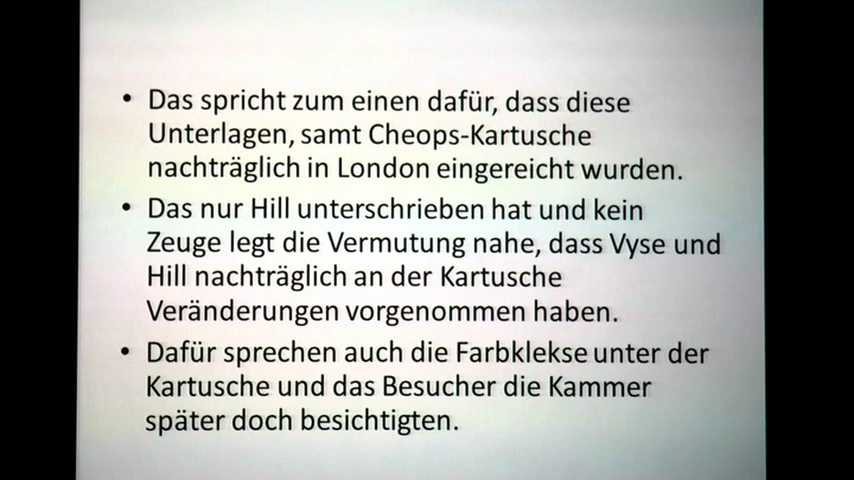 • Das spricht zum einen dafür, dass diese
Unterlagen, samt Cheops-Kartusche
nachträglich in London eingereicht wurden.
• Das nur Hill unterschrieben hat und kein
Zeuge legt die Vermutung nahe, dass Vyse und
Hill nachträglich an der Kartusche
Veränderungen vorgenommen haben.
• Dafür sprechen auch die Farbklekse unter der
Kartusche und das Besucher die Kammer
später doch besichtigten.